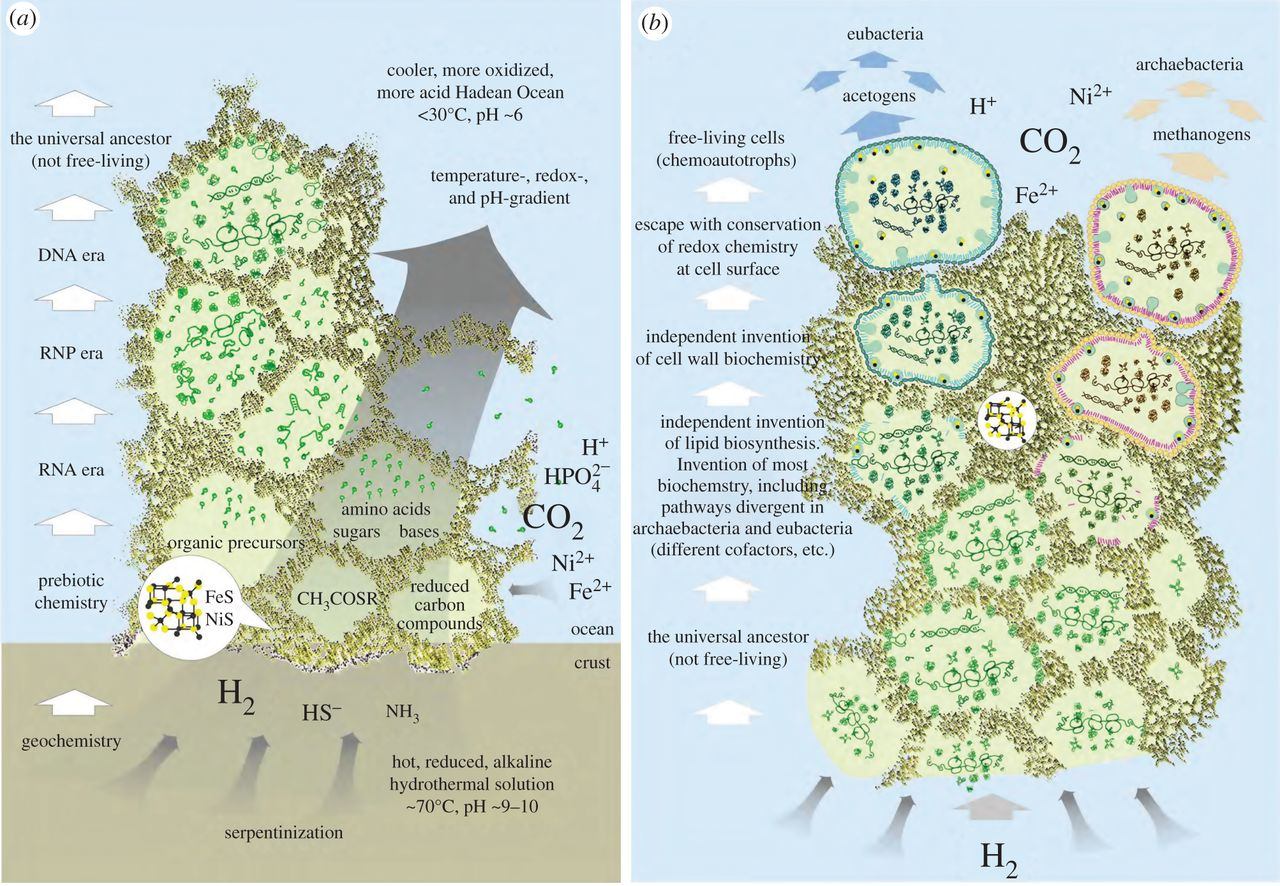 (a)
cooler, more oxidized,
more acid Hadean Ocean
<30°C, pH ~6
temperature-, redox-,
and pH-gradient
the universal ancestor
(not free-living)
DNA era
RNP era
RNA era
prebiotic
chemistry
geochemistry
organic precursors
amino acids
sugars bases
FeS
NiS
CH₃COSR
reduced
carbon
compounds
H⁺
HPO₄²⁻
CO₂
Ni²⁺
Fe²⁺
ocean
crust
H₂
HS⁻
NH₃
hot, reduced, alkaline
hydrothermal solution
~70°C, pH ~9–10
serpentinization
(b)
eubacteria
acetogens
archaebacteria
methanogens
H⁺
Ni²⁺
CO₂
Fe²⁺
free-living cells
(chemoautotrophs)
escape with conservation
of redox chemistry
at cell surface
independent invention
of cell wall biochemistry
independent invention
of lipid biosynthesis.
Invention of most
biochemstry, including
pathways divergent in
archaebacteria and eubacteria
(different cofactors, etc.)
the universal ancestor
(not free-living)
H₂